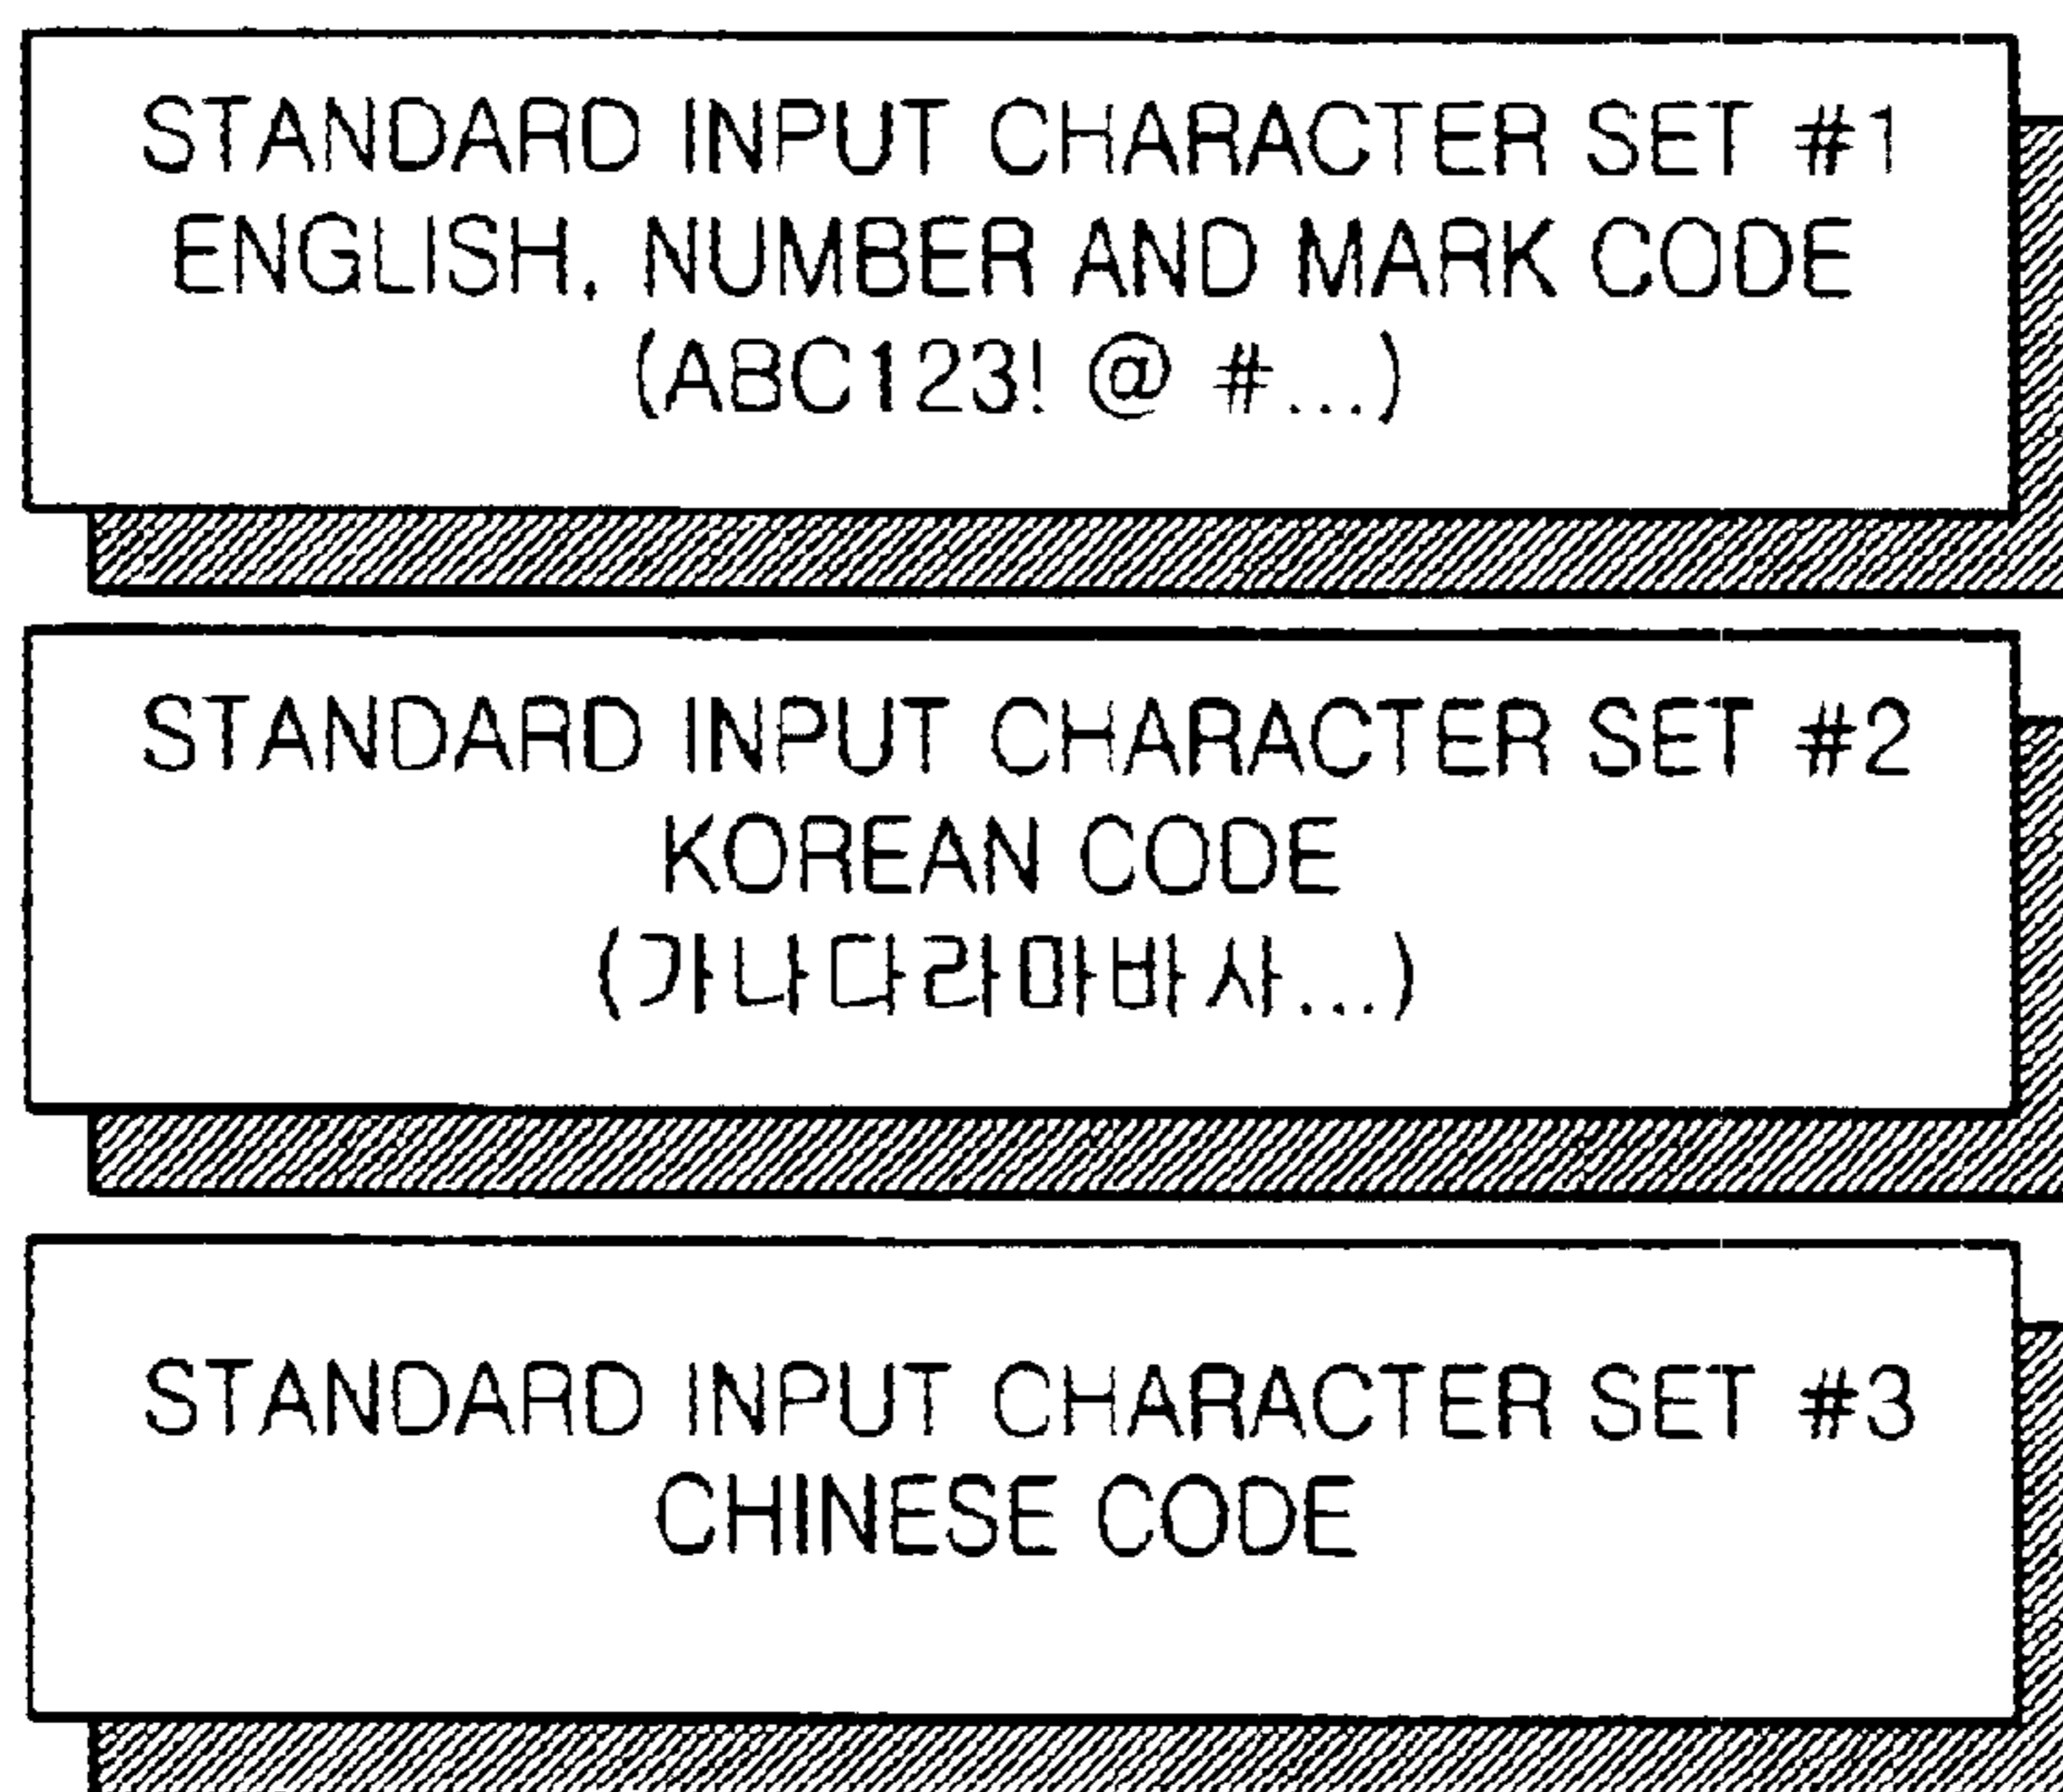 STANDARD INPUT CHARACTER SET #1
ENGLISH, NUMBER AND MARK CODE
(ABC123! @ #...)
STANDARD INPUT CHARACTER SET #2
KOREAN CODE
(가나다라마바사...)
STANDARD INPUT CHARACTER SET #3
CHINESE CODE